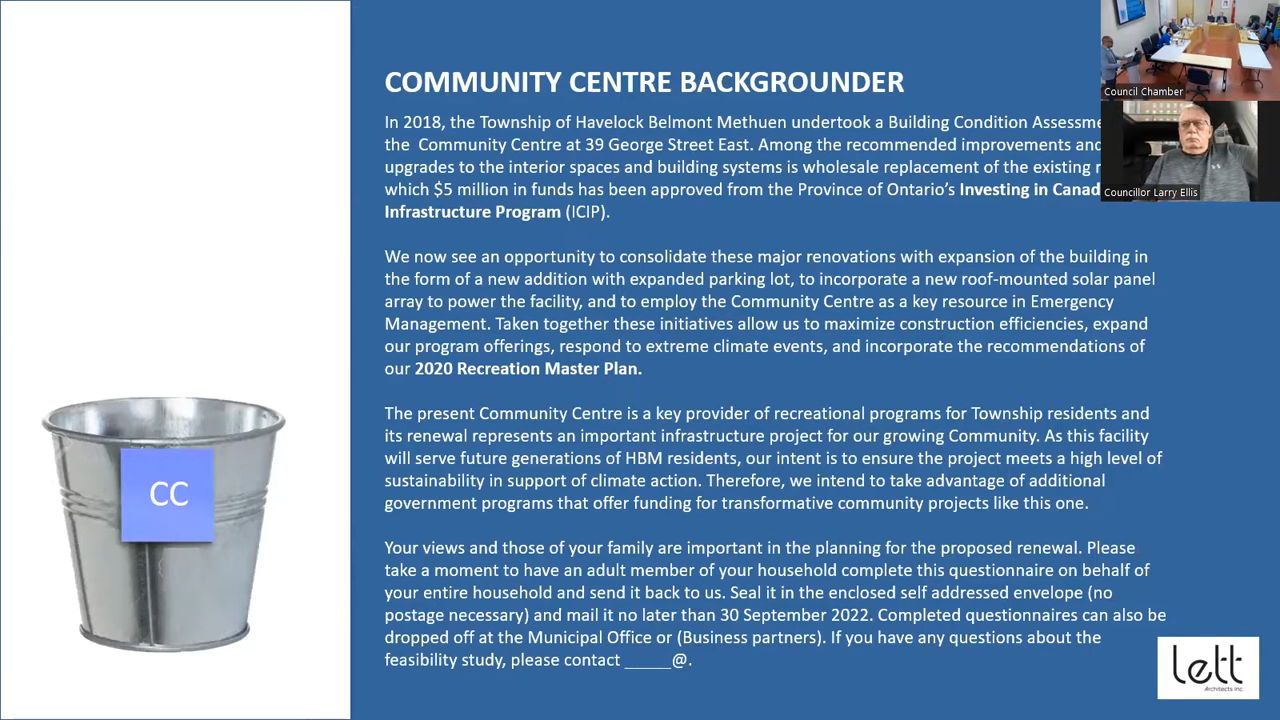 COMMUNITY CENTRE BACKGROUNDER
In 2018, the Township of Havelock Belmont Methuen undertook a Building Condition
the Community Centre at 39 George Street East. Among the recommended improvements
upgrades to the interior spaces and building systems is wholesale replacement of the existing
which $5 million in funds has been approved from the Province of Ontario's Investing in
Infrastructure Program (ICIP).
We now see an opportunity to consolidate these major renovations with expansion of the building in
the form of a new addition with expanded parking lot, to incorporate a new roof-mounted solar panel
array to power the facility, and to employ the Community Centre as a key resource in Emergency
Management. Taken together these initiatives allow us to maximize construction efficiencies, expand
our program offerings, respond to extreme climate events, and incorporate the recommendations of
our 2020 Recreation Master Plan.
The present Community Centre is a key provider of recreational programs for Township residents and
its renewal represents an important infrastructure project for our growing Community. As this facility
will serve future generations of HBM residents, our intent is to ensure the project meets a high level of
sustainability in support of climate action. Therefore, we intend to take advantage of additional
government programs that offer funding for transformative community projects like this one.
Your views and those of your family are important in the planning for the proposed renewal. Please
take a moment to have an adult member of your household complete this questionnaire on behalf of
your entire household and send it back to us. Seal it in the enclosed self addressed envelope (no
postage necessary) and mail it no later than 30 September 2022. Completed questionnaires can also be
dropped off at the Municipal Office or (Business partners). If you have any questions about the
feasibility study, please contact _____@.
CC
Council Chamber
Councillor Larry Ellis
lett
Architects Inc.